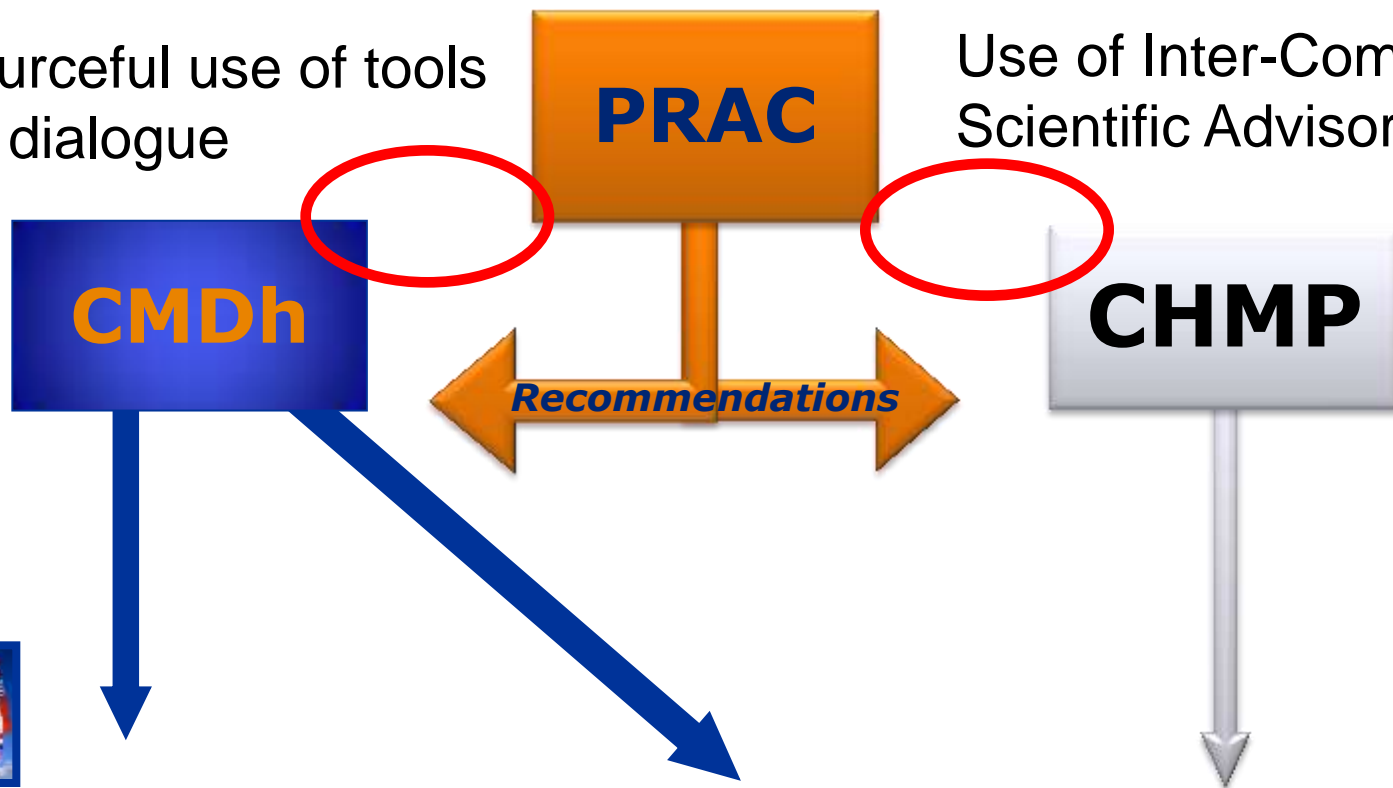 urceful use of tools
dialogue
PRAC
Use of Inter-Com
Scientific Advisor
CMDh
CHMP
Recommendations